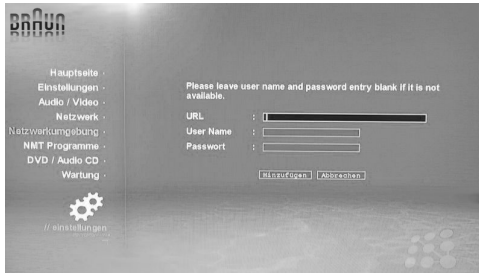 BRAUN
Hauptseite
Einstellungen
Audio / Video
Netzwerk
Netzwerkumgebung
NMT Programme
DVD / Audio CD
Wartung
// einstellungen
Please leave user name and password entry blank if it is not
available.
URL :
User Name :
Passwort :
Hinzufügen Abbrechen